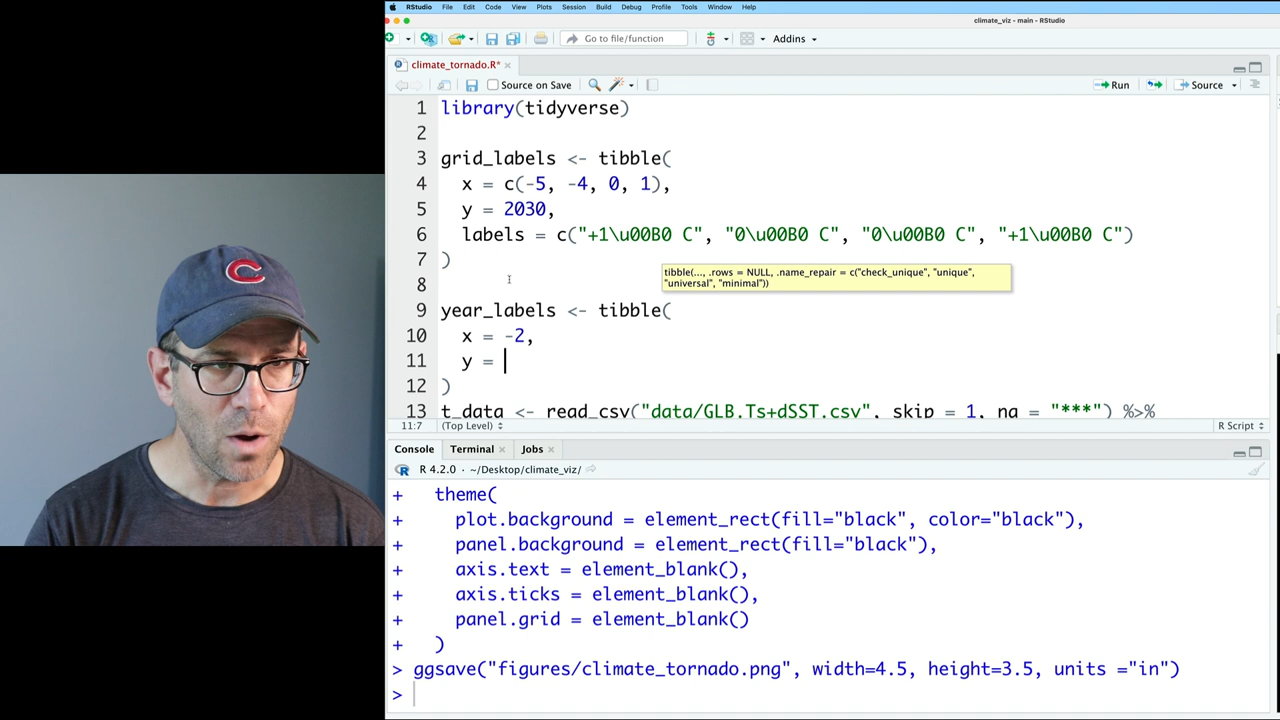 RStudio File Edit Code View Plots Session Build Debug Profile Tools Window Help
climate_viz - main - RStudio
Go to file/function Addins
climate_tornado.R*
Source on Save Run Source
1 library(tidyverse)
2
3 grid_labels <- tibble(
4 x = c(-5, -4, 0, 1),
5 y = 2030,
6 labels = c("+1\u00B0 C", "0\u00B0 C", "0\u00B0 C", "+1\u00B0 C")
7 )
tibble(..., .rows = NULL, .name_repair = c("check_unique", "unique",
"universal", "minimal"))
8
9 year_labels <- tibble(
10 x = -2,
11 y =
12 )
13 t_data <- read_csv("data/GLB.Ts+dSST.csv", skip = 1, na = "***") %>%
11:7 (Top Level) R Script
Console Terminal Jobs
R 4.2.0 · ~/Desktop/climate_viz/
+ theme(
+ plot.background = element_rect(fill="black", color="black"),
+ panel.background = element_rect(fill="black"),
+ axis.text = element_blank(),
+ axis.ticks = element_blank(),
+ panel.grid = element_blank()
+ )
> ggsave("figures/climate_tornado.png", width=4.5, height=3.5, units ="in")
>
C